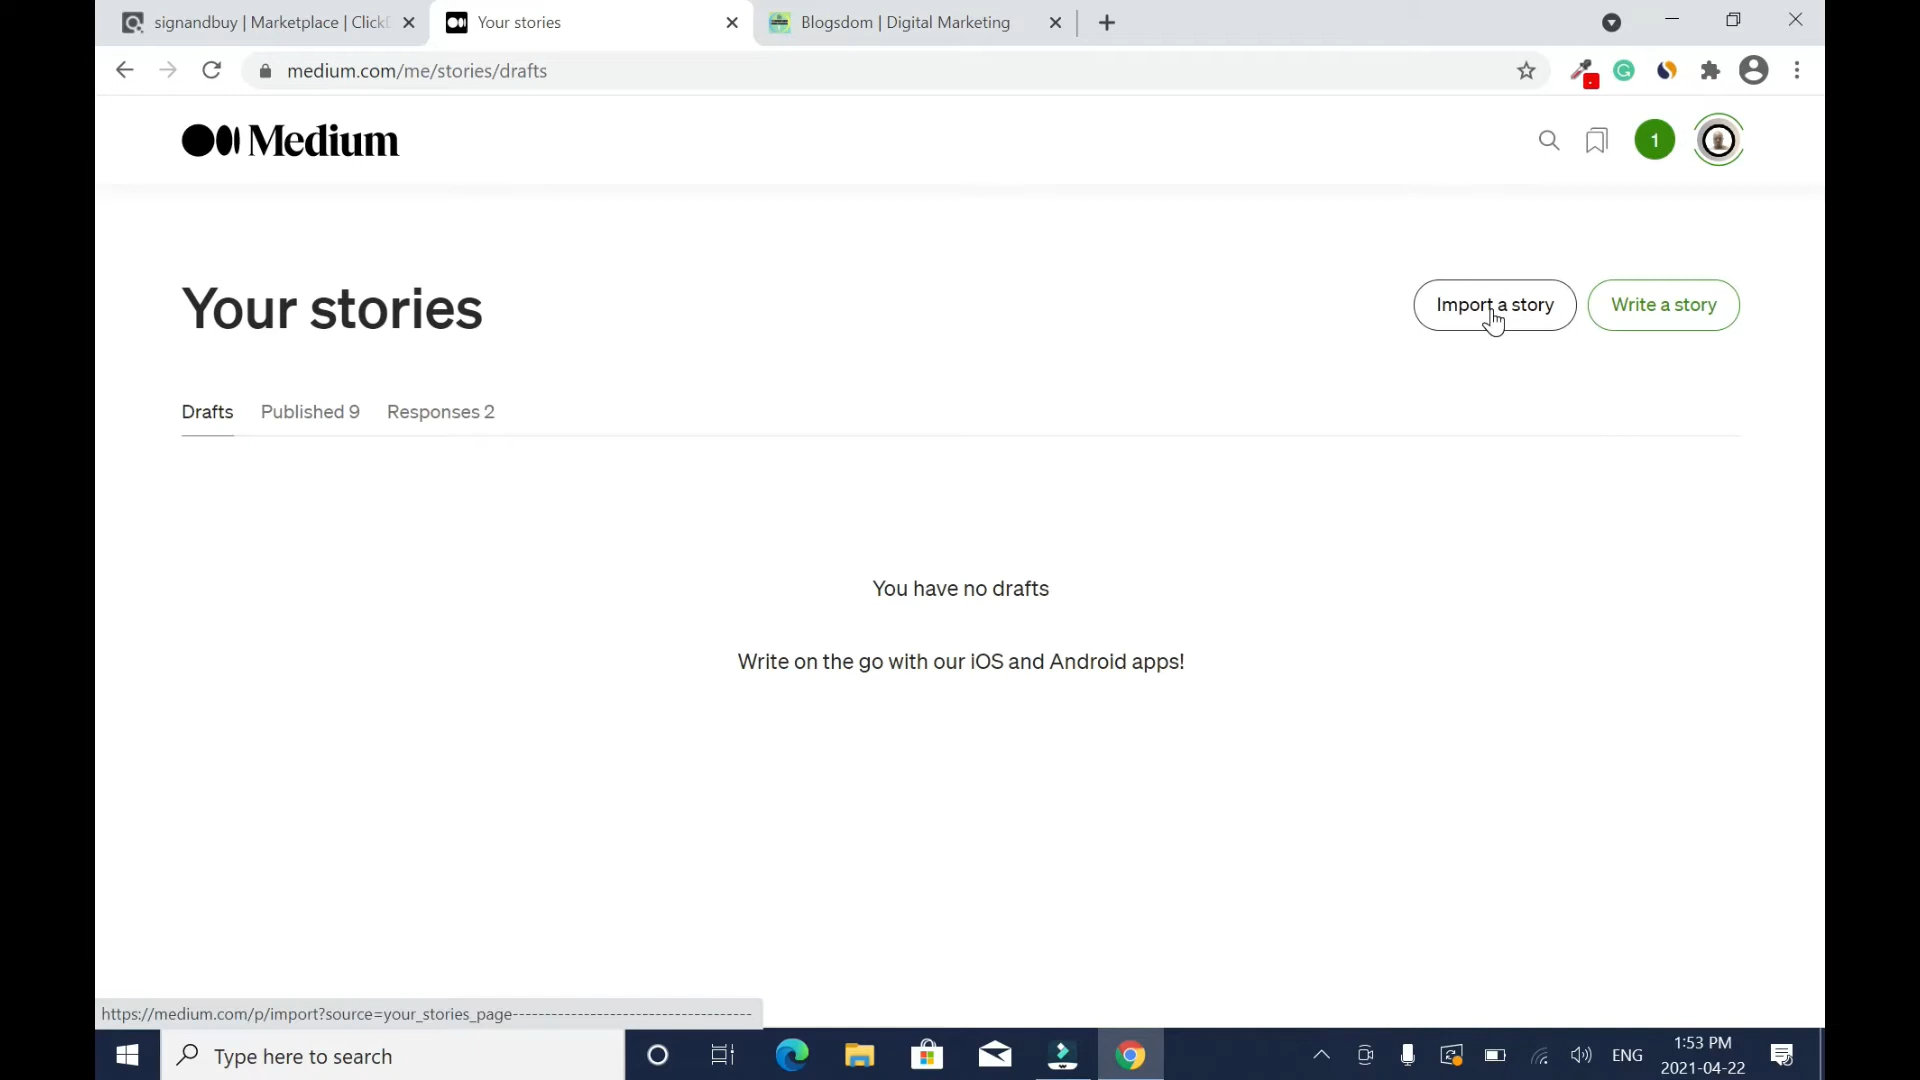 signandbuy | Marketplace | Click
Your stories
Blogsdom | Digital Marketing
medium.com/me/stories/drafts
Medium
1
Your stories
Import a story
Write a story
Drafts
Published 9
Responses 2
You have no drafts
Write on the go with our iOS and Android apps!
https://medium.com/p/import?source=your_stories_page-------------------------------------
Type here to search
ENG
1:53 PM
2021-04-22